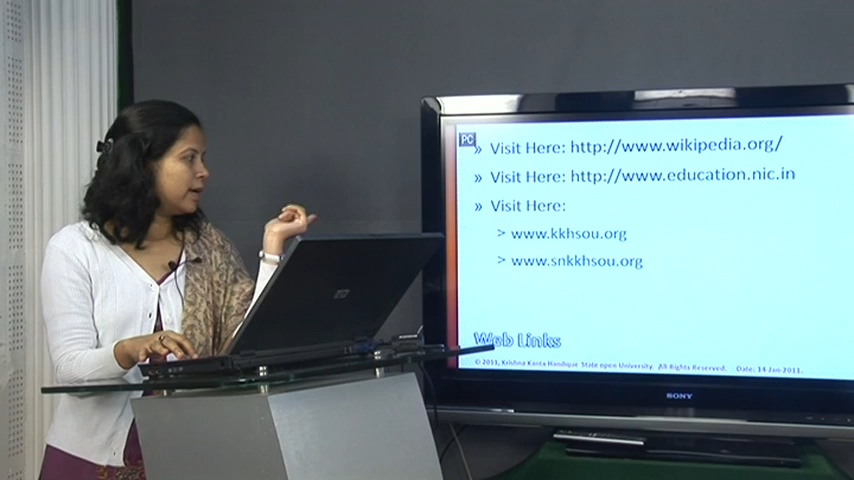 PC
» Visit Here: http://www.wikipedia.org/
» Visit Here: http://www.education.nic.in
» Visit Here:
> www.kkhsou.org
> www.snkkhsou.org
Web Links
© 2011, Krishna Kanta Handique State open University. All Rights Reserved. Date: 14 Jan 2011.
SONY
hp